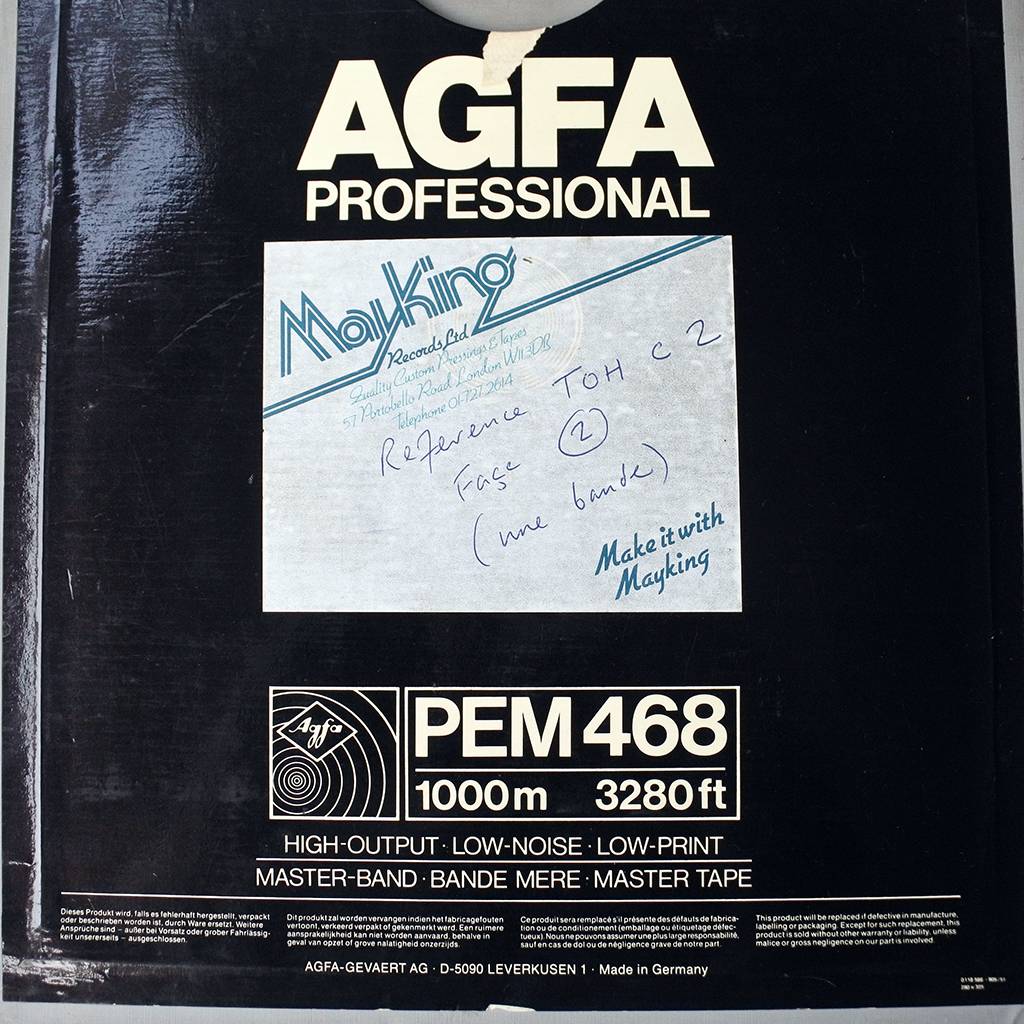 AGFA
PROFESSIONAL
MayKing
Records Ltd
Quality Custom Pressings & Tapes
57 Portobello Road London W11 3DB
Telephone 01-727 2614
Reference TOH C 2
Face 2
(une bande)
Make it with
Mayking
Agfa
PEM 468
1000m 3280ft
HIGH-OUTPUT · LOW-NOISE · LOW-PRINT
MASTER-BAND · BANDE MERE · MASTER TAPE
Dieses Produkt wird, falls es fehlerhaft hergestellt, verpackt
oder beschrieben worden ist, durch Ware ersetzt. Weitere
Ansprüche sind – außer bei Vorsatz oder grober Fahrlässig-
keit unsererseits – ausgeschlossen.
Dit produkt zal worden vervangen indien het fabricagefouten
vertoont, verkeerd verpakt of gekenmerkt werd. Een ruimere
aansprakelijkheid kan niet worden aanvaard, behalve in
geval van opzet of grove nalatigheid onzerzijds.
Ce produit sera remplacé s'il présente des défauts de fabrica-
tion ou de conditionnement (emballage ou étiquetage défec-
tueux). Nous ne pouvons assumer une plus large responsabilité,
sauf en cas de dol ou de négligence grave de notre part.
This product will be replaced if defective in manufacture,
labelling or packaging. Except for such replacement, this
product is sold without other warranty or liability, unless
malice or gross negligence on our part is involved.
AGFA-GEVAERT AG · D-5090 LEVERKUSEN 1 · Made in Germany